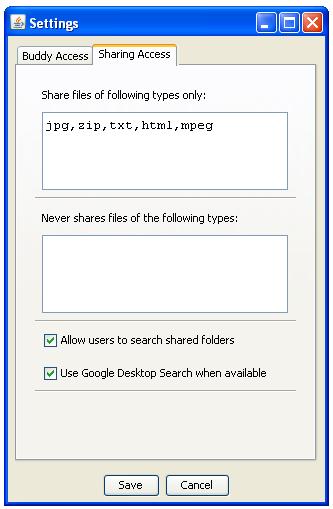 Settings
Buddy Access
Sharing Access
Share files of following types only:
jpg,zip,txt,html,mpeg
Never shares files of the following types:
Allow users to search shared folders
Use Google Desktop Search when available
Save
Cancel